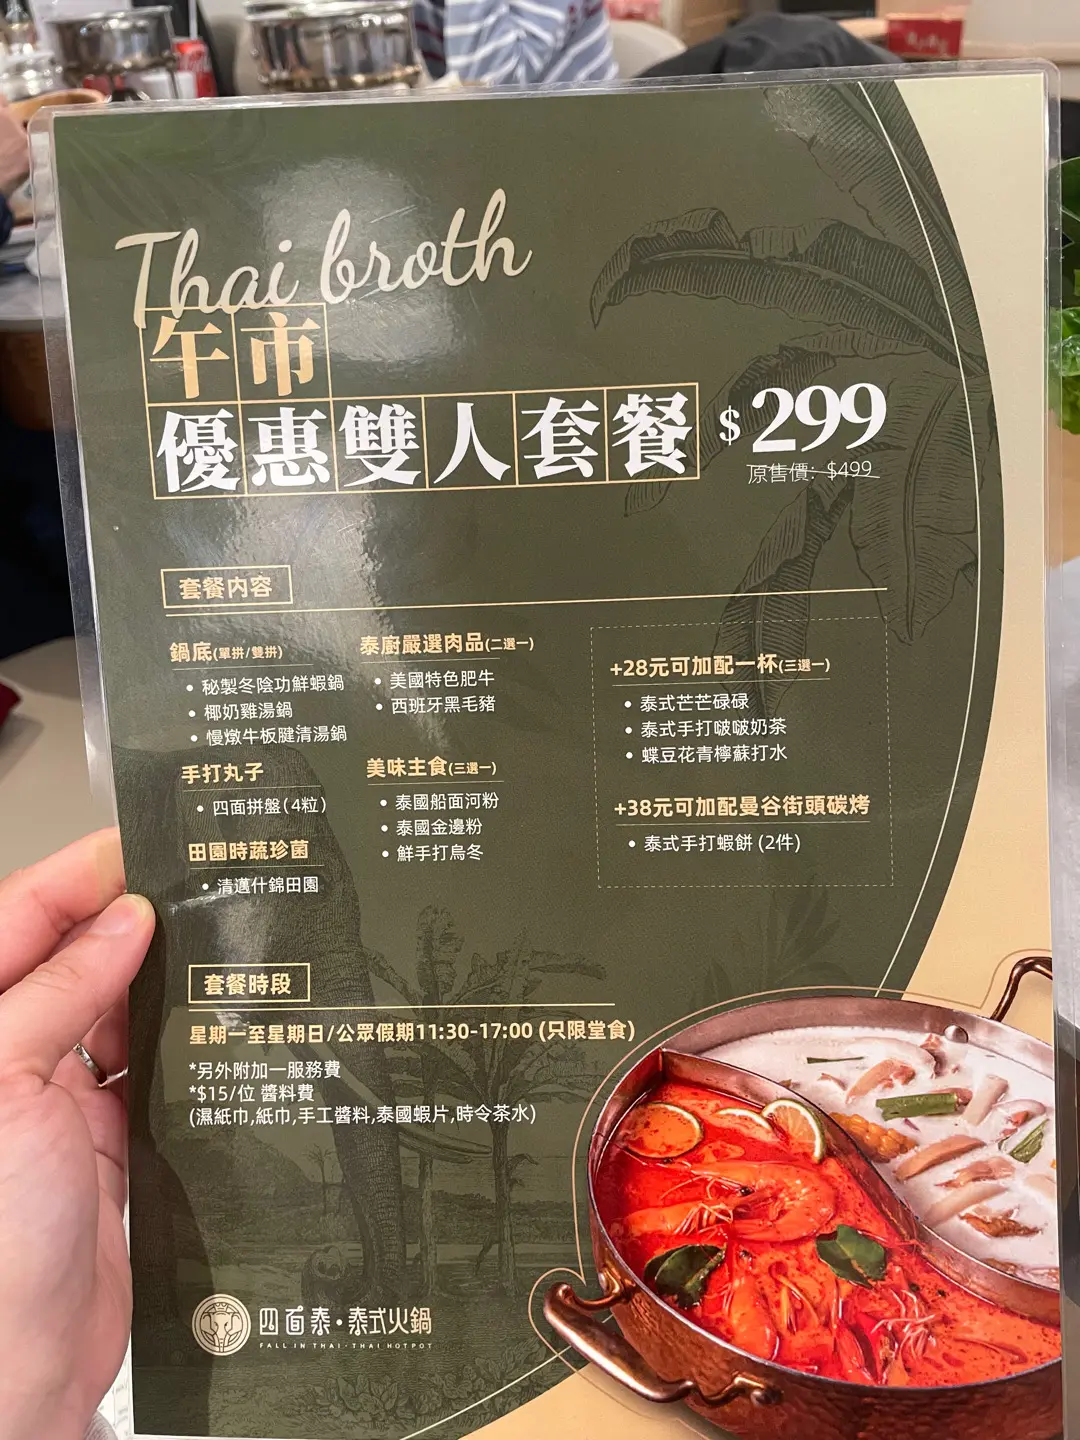 Thai broth
午市
優惠雙人套餐 $299
原售價: $499
套餐内容
鍋底(單拼/雙拼)
• 秘製冬陰功鮮蝦鍋
• 椰奶雞湯鍋
• 慢燉牛板腱清湯鍋
手打丸子
• 四面拼盤(4粒)
田園時蔬珍菌
• 清邁什錦田園
泰廚嚴選肉品(二選一)
• 美國特色肥牛
• 西班牙黑毛豬
美味主食(三選一)
• 泰國船面河粉
• 泰國金邊粉
• 鮮手打烏冬
+28元可加配一杯(三選一)
• 泰式芒芒碌碌
• 泰式手打啵啵奶茶
• 蝶豆花青檸蘇打水
+38元可加配曼谷街頭碳烤
• 泰式手打蝦餅 (2件)
套餐時段
星期一至星期日/公眾假期11:30-17:00 (只限堂食)
*另外附加一服務費
*$15/位 醬料費
(濕紙巾,紙巾,手工醬料,泰國蝦片,時令茶水)
四面泰·泰式火鍋
FALL IN THAI·THAI HOTPOT